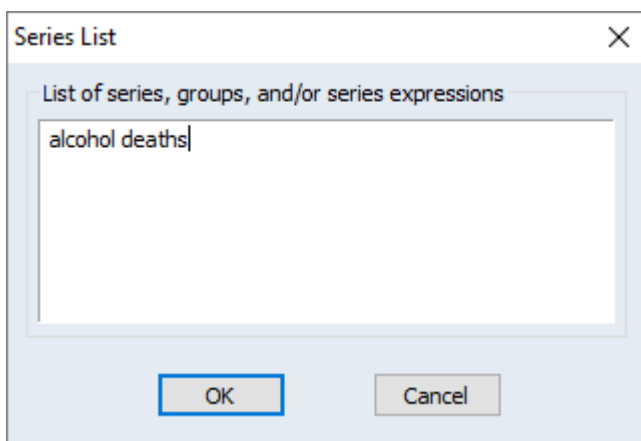 Series List
List of series, groups, and/or series expressions
alcohol deaths
OK
Cancel